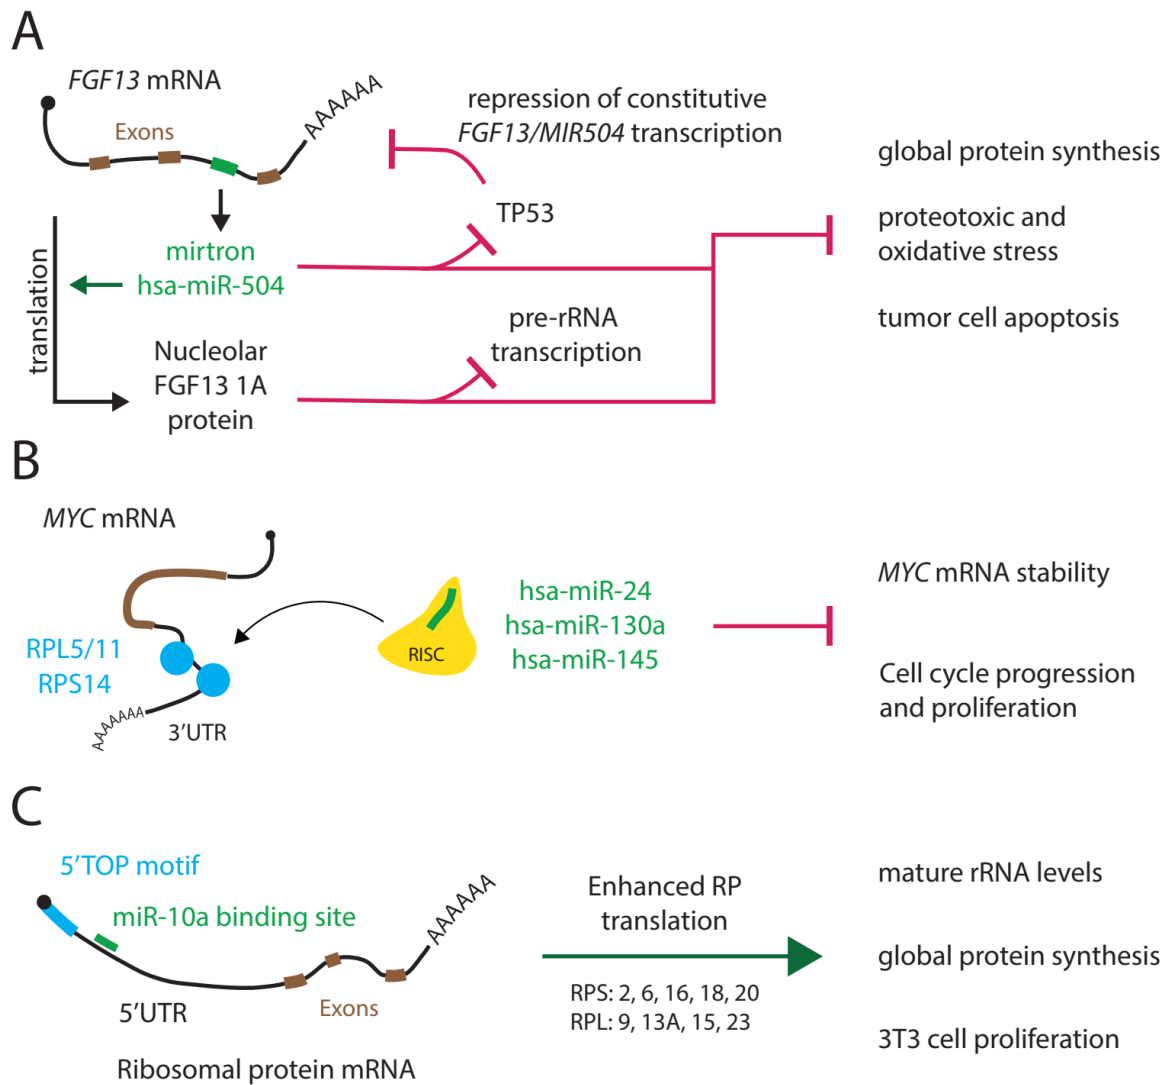 A
FGF13 mRNA
AAAAAA
Exons
repression of constitutive
FGF13/MIR504 transcription
TP53
mirtron
hsa-miR-504
translation
Nucleolar
FGF13 1A
protein
pre-rRNA
transcription
global protein synthesis
proteotoxic and
oxidative stress
tumor cell apoptosis
B
MYC mRNA
RPL5/11
RPS14
AAAAAAA
3'UTR
RISC
hsa-miR-24
hsa-miR-130a
hsa-miR-145
MYC mRNA stability
Cell cycle progression
and proliferation
C
5'TOP motif
miR-10a binding site
AAAAAA
5'UTR
Exons
Ribosomal protein mRNA
Enhanced RP
translation
RPS: 2, 6, 16, 18, 20
RPL: 9, 13A, 15, 23
mature rRNA levels
global protein synthesis
3T3 cell proliferation